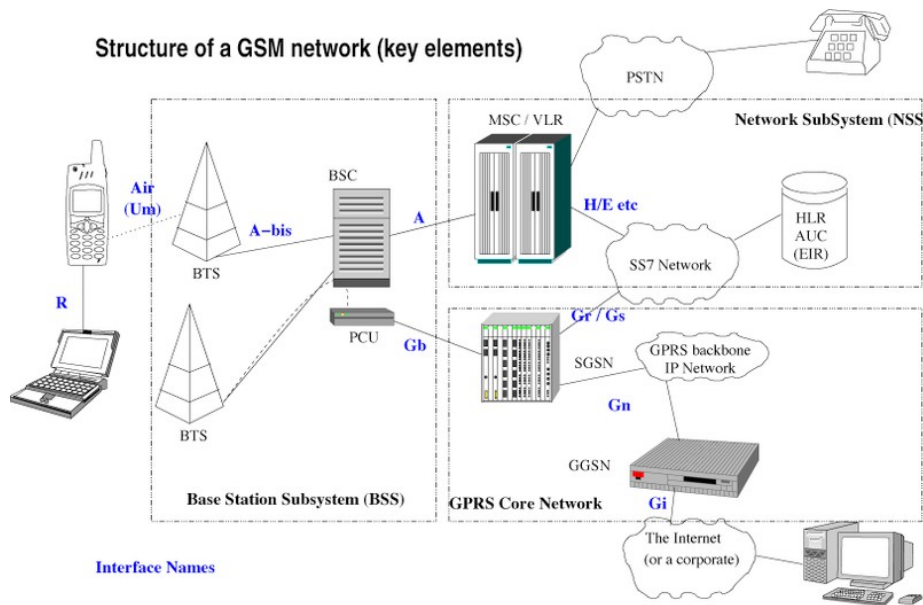 Structure of a GSM network (key elements)
PSTN
MSC / VLR
Network SubSystem (NSS
BSC
Air
(Um)
A
H/E etc
A-bis
HLR
AUC
(EIR)
BTS
SS7 Network
R
PCU
Gr / Gs
Gb
SGSN
GPRS backbone
IP Network
Gn
BTS
GGSN
Base Station Subsystem (BSS)
GPRS Core Network
Gi
The Internet
(or a corporate)
Interface Names